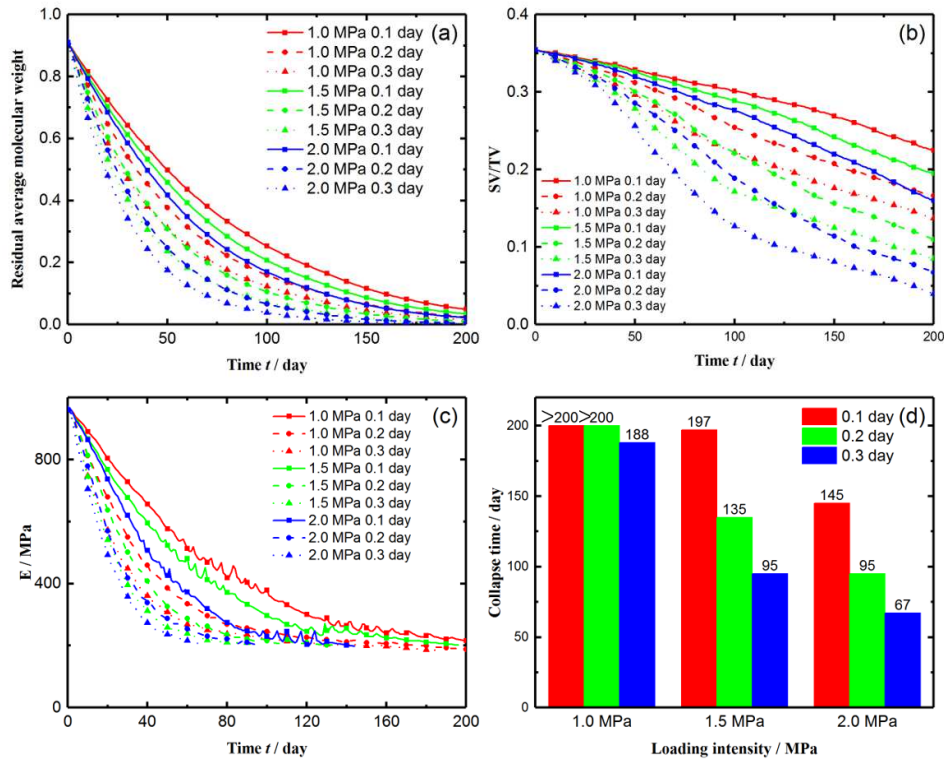 (a)
1.0
0.8
0.6
0.4
0.2
0.0
Residual average molecular weight
1.0 MPa 0.1 day
1.0 MPa 0.2 day
1.0 MPa 0.3 day
1.5 MPa 0.1 day
1.5 MPa 0.2 day
1.5 MPa 0.3 day
2.0 MPa 0.1 day
2.0 MPa 0.2 day
2.0 MPa 0.3 day
0 50 100 150 200
Time t / day
(b)
0.4
0.3
0.2
0.1
0.0
SV/TV
1.0 MPa 0.1 day
1.0 MPa 0.2 day
1.0 MPa 0.3 day
1.5 MPa 0.1 day
1.5 MPa 0.2 day
1.5 MPa 0.3 day
2.0 MPa 0.1 day
2.0 MPa 0.2 day
2.0 MPa 0.3 day
0 50 100 150 200
Time t / day
(c)
800
400
0
E / MPa
1.0 MPa 0.1 day
1.0 MPa 0.2 day
1.0 MPa 0.3 day
1.5 MPa 0.1 day
1.5 MPa 0.2 day
1.5 MPa 0.3 day
2.0 MPa 0.1 day
2.0 MPa 0.2 day
2.0 MPa 0.3 day
0 40 80 120 160 200
Time t / day
(d)
200
150
100
50
0
Collapse time / day
>200 >200
188
197
135
95
145
95
67
0.1 day
0.2 day
0.3 day
1.0 MPa 1.5 MPa 2.0 MPa
Loading intensity / MPa